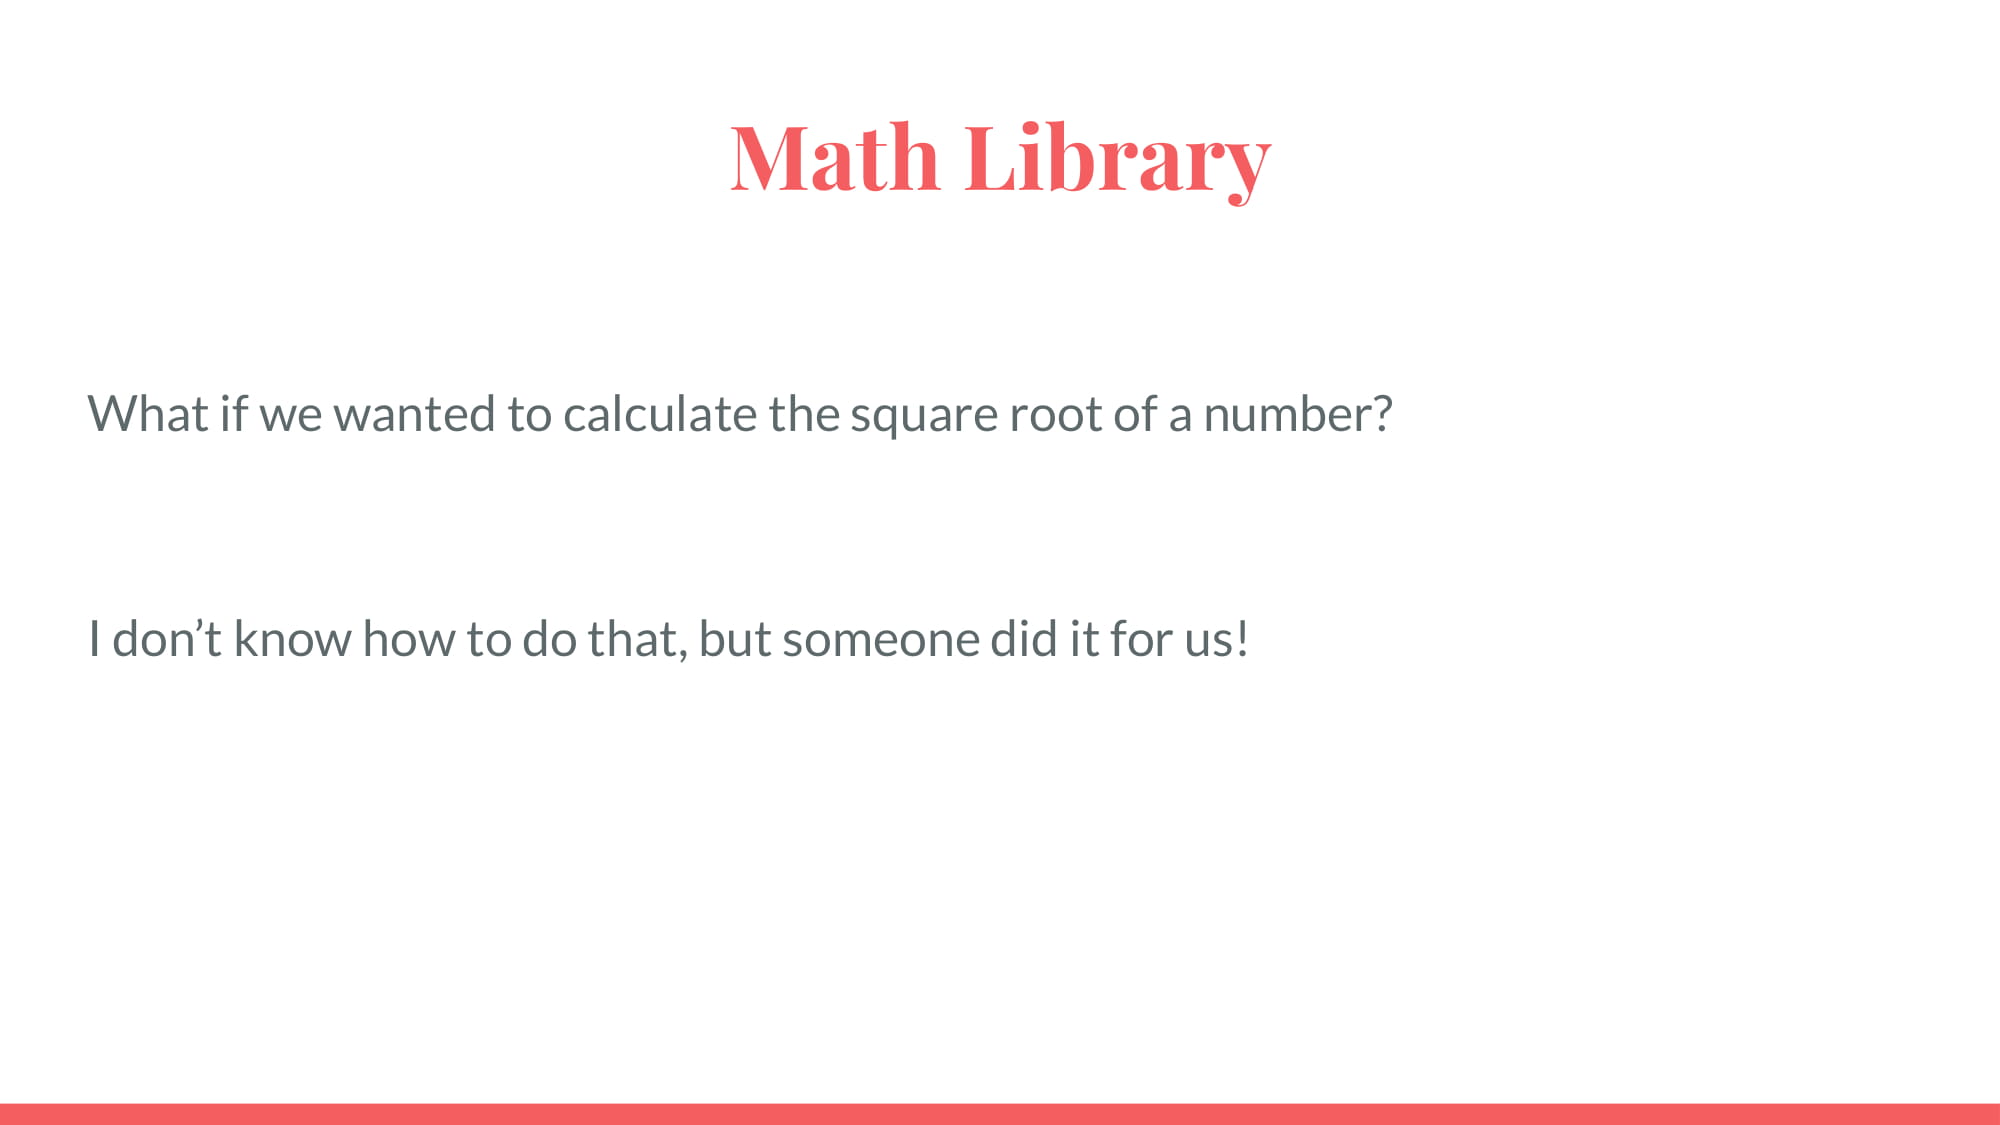 Math Library
What if we wanted to calculate the square root of a number?
I don’t know how to do that, but someone did it for us!